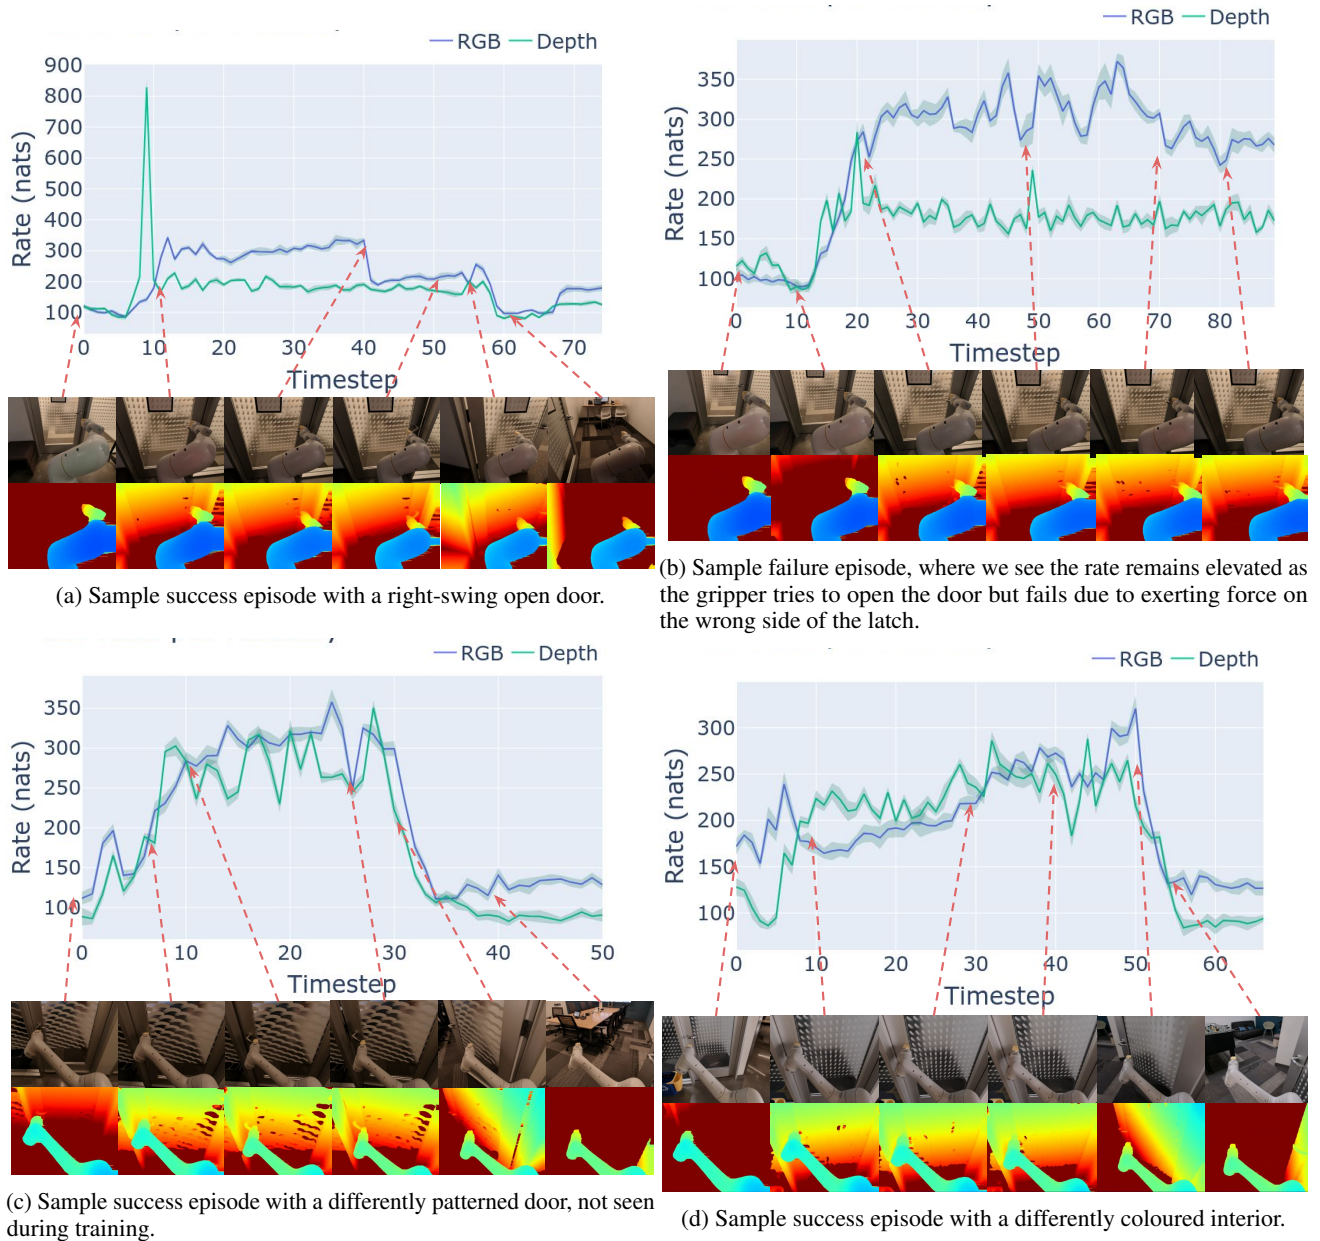 RGB Depth
900
800
700
600
500
400
300
200
100
Rate (nats)
0 10 20 30 40 50 60 70
Timestep
(a) Sample success episode with a right-swing open door.
RGB Depth
350
300
250
200
150
100
Rate (nats)
0 10 20 30 40 50 60 70 80
Timestep
(b) Sample failure episode, where we see the rate remains elevated as
the gripper tries to open the door but fails due to exerting force on
the wrong side of the latch.
RGB Depth
350
300
250
200
150
100
Rate (nats)
0 10 20 30 40 50
Timestep
(c) Sample success episode with a differently patterned door, not seen
during training.
RGB Depth
300
250
200
150
100
Rate (nats)
0 10 20 30 40 50 60
Timestep
(d) Sample success episode with a differently coloured interior.